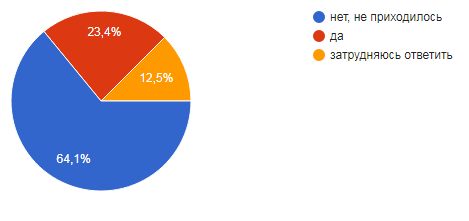 нет, не приходилось
да
затрудняюсь ответить
23,4%
12,5%
64,1%